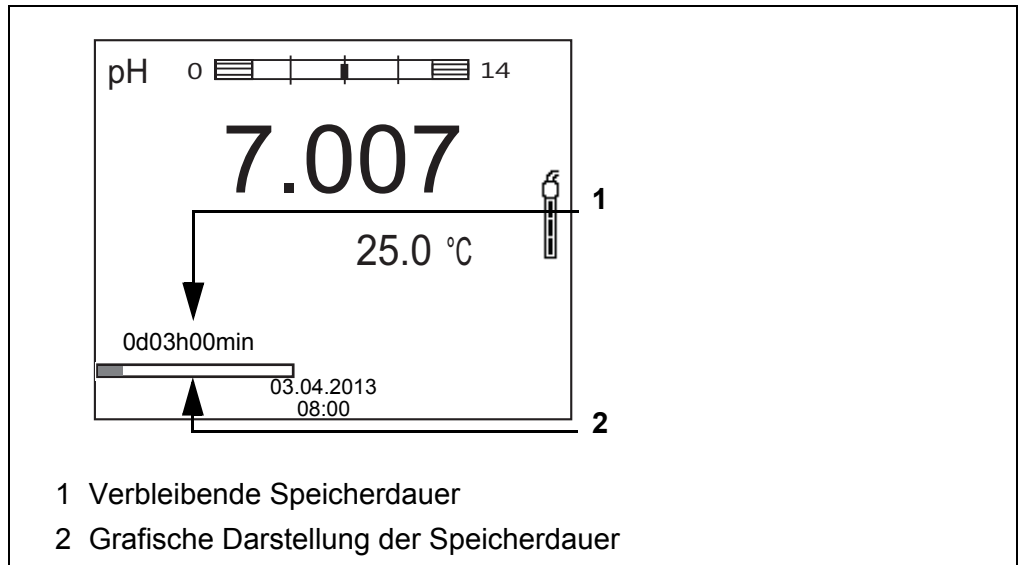 pH 0 14
7.007
1
25.0 °C
0d03h00min
03.04.2013
08:00
2
1 Verbleibende Speicherdauer
2 Grafische Darstellung der Speicherdauer